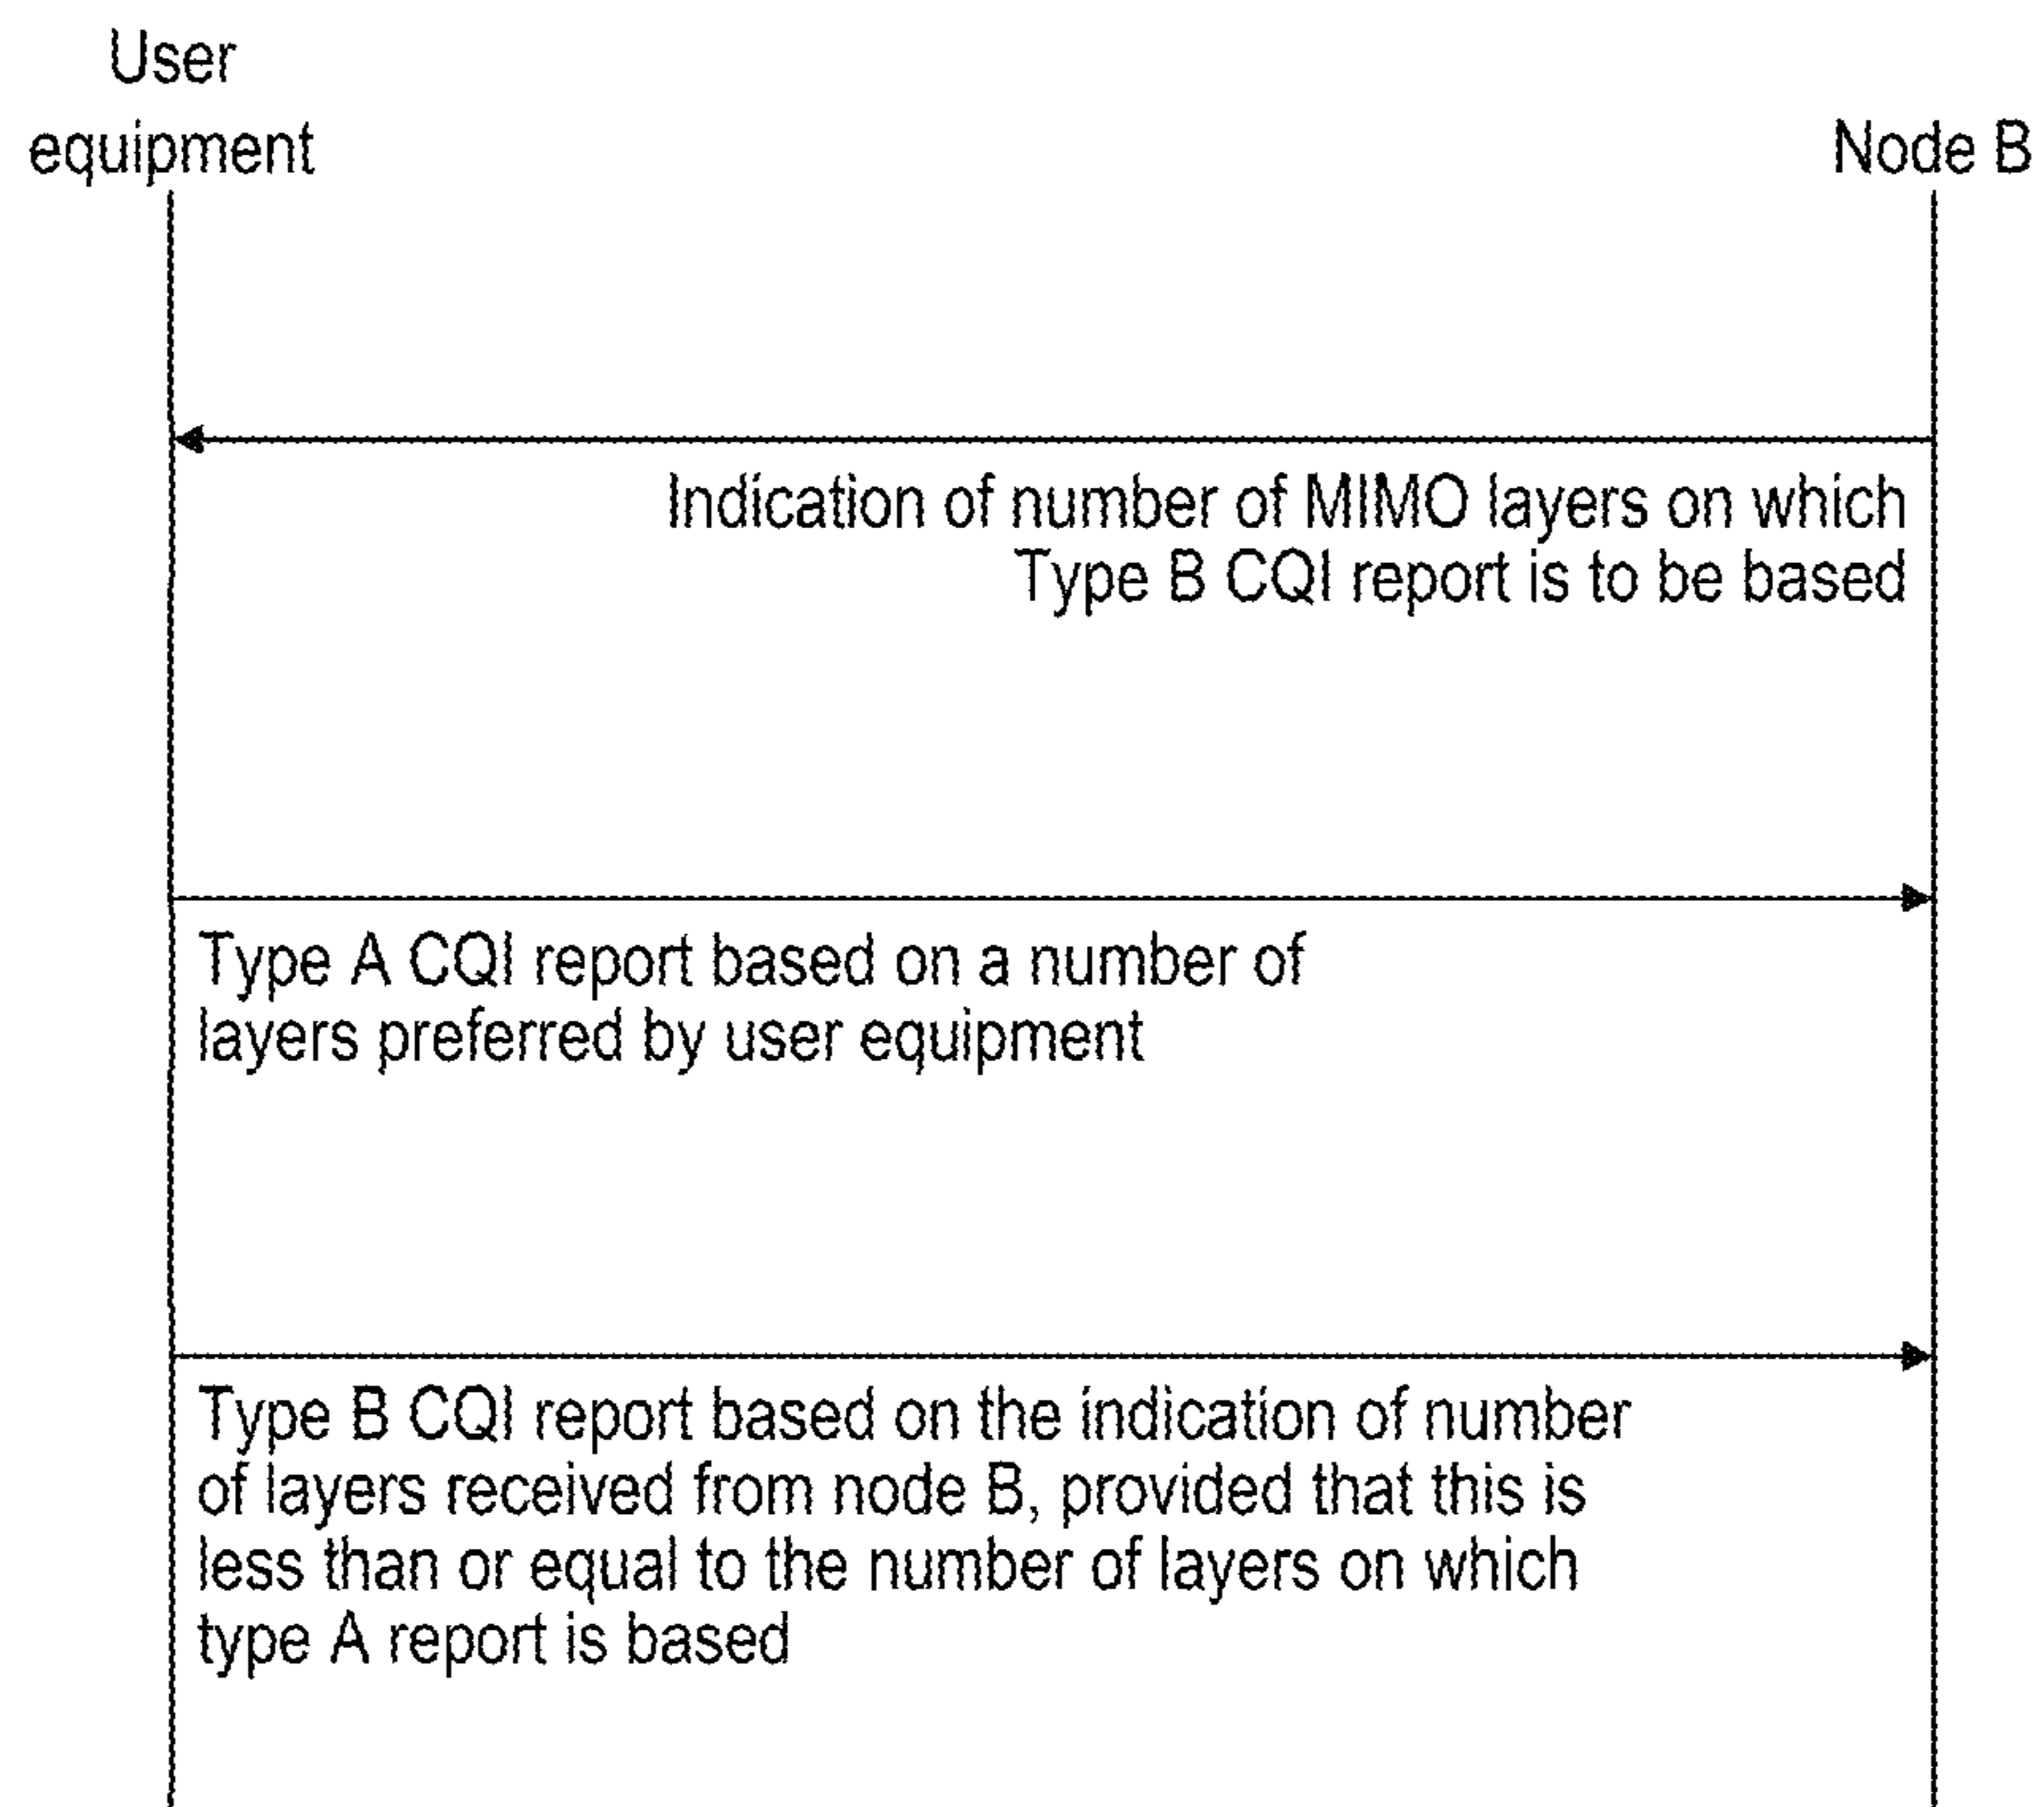 User
equipment
Node B
Indication of number of MIMO layers on which
Type B CQI report is to be based
Type A CQI report based on a number of
layers preferred by user equipment
Type B CQI report based on the indication of number
of layers received from node B, provided that this is
less than or equal to the number of layers on which
type A report is based